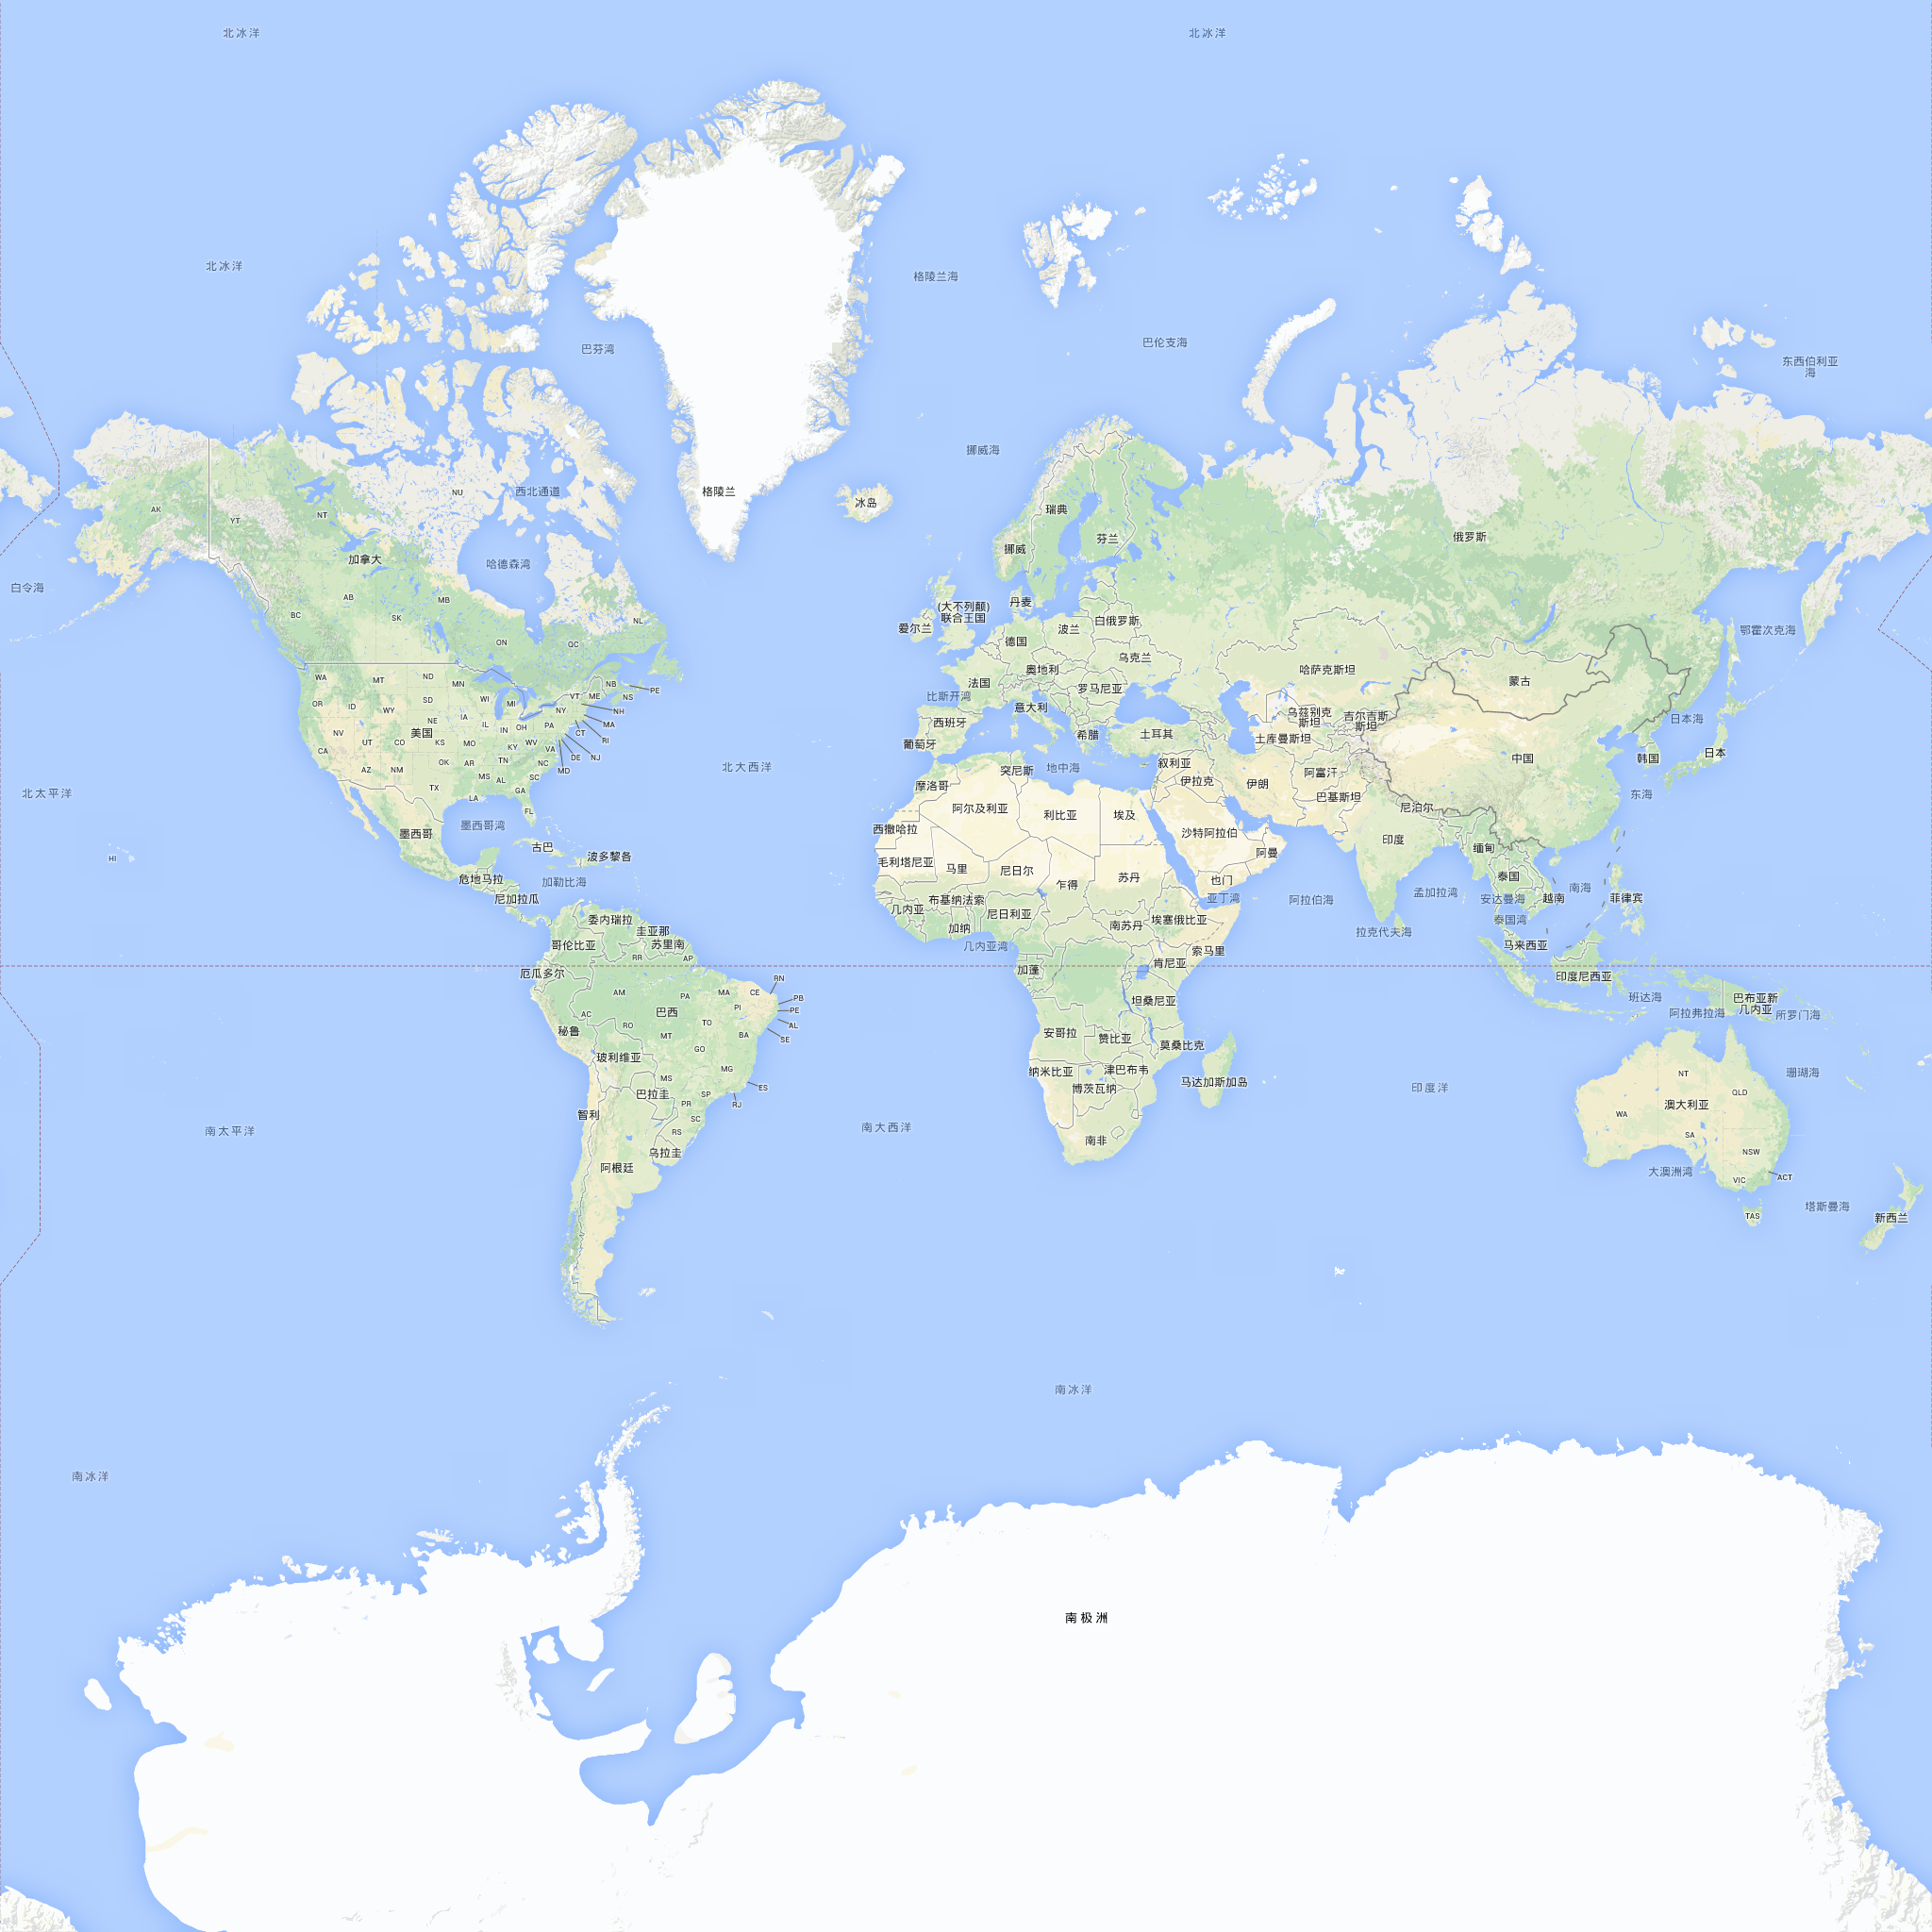 北冰洋
北冰洋
北冰洋
格陵兰海
巴芬湾
巴伦支海
东西伯利亚
海
挪威海
NU
西北通道
格陵兰
冰岛
瑞典
AK
YT
NT
加拿大
哈德森湾
挪威
芬兰
俄罗斯
白令海
AB
MB
BC
SK
NL
ON
QC
(大不列颠)
联合王国
爱尔兰
丹麦
白俄罗斯
波兰
德国
乌克兰
鄂霍次克海
奥地利
法国
罗马尼亚
比斯开湾
意大利
西班牙
葡萄牙
希腊
土耳其
哈萨克斯坦
蒙古
乌兹别克
斯坦
吉尔吉斯
斯坦
土库曼斯坦
中国
日本海
韩国
日本
WA
MT
ND
MN
OR
ID
WY
SD
WI
MI
VT
ME
NB
PE
NS
NH
NY
MA
RI
CT
NJ
DE
MD
NE
IA
IL
IN
OH
PA
NV
UT
CO
美国
KS
MO
KY
WV
VA
CA
AZ
NM
OK
AR
TN
NC
TX
MS
AL
GA
SC
LA
FL
北大西洋
突尼斯
地中海
叙利亚
伊拉克
伊朗
阿富汗
巴基斯坦
尼泊尔
东海
北太平洋
摩洛哥
阿尔及利亚
利比亚
埃及
西撒哈拉
沙特阿拉伯
印度
缅甸
阿曼
墨西哥
墨西哥湾
古巴
波多黎各
HI
危地马拉
加勒比海
尼加拉瓜
毛利塔尼亚
马里
尼日尔
乍得
苏丹
也门
泰国
南海
布基纳法索
几内亚
尼日利亚
亚丁湾
阿拉伯海
孟加拉湾
安达曼海
越南
菲律宾
加纳
南苏丹
埃塞俄比亚
泰国湾
拉克代夫海
几内亚湾
索马里
马来西亚
委内瑞拉
圭亚那
哥伦比亚
苏里南
RR
AP
厄瓜多尔
加蓬
肯尼亚
印度尼西亚
RN
AM
PA
MA
CE
PB
PE
PI
AL
SE
AC
RO
巴西
TO
BA
秘鲁
MT
坦桑尼亚
班达海
巴布亚新
几内亚
阿拉弗拉海
所罗门海
安哥拉
赞比亚
莫桑比克
玻利维亚
GO
MG
MS
ES
纳米比亚
津巴布韦
博茨瓦纳
马达加斯加岛
印度洋
NT
珊瑚海
QLD
巴拉圭
SP
PR
RJ
智利
SC
RS
澳大利亚
WA
南太平洋
南大西洋
南非
SA
NSW
乌拉圭
阿根廷
大澳洲湾
VIC
ACT
塔斯曼海
TAS
新西兰
南冰洋
南冰洋
南极洲